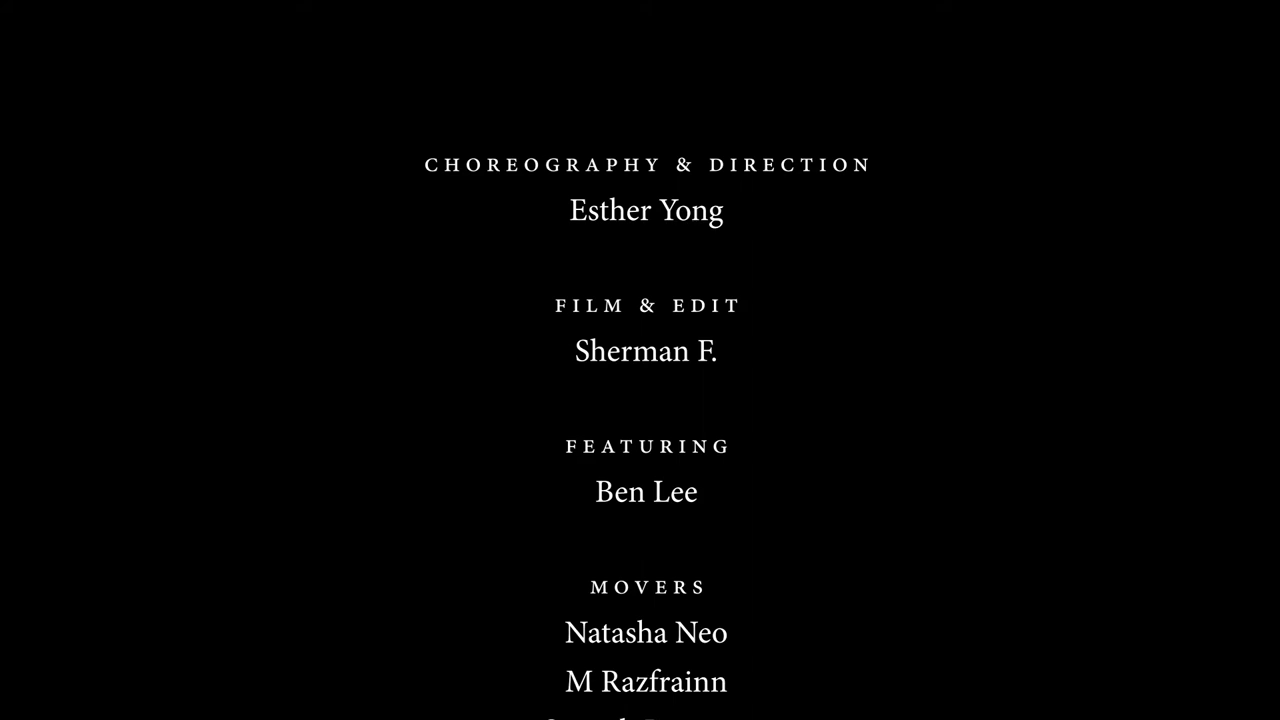 CHOREOGRAPHY & DIRECTION
Esther Yong
FILM & EDIT
Sherman F.
FEATURING
Ben Lee
MOVERS
Natasha Neo
M Razfrainn